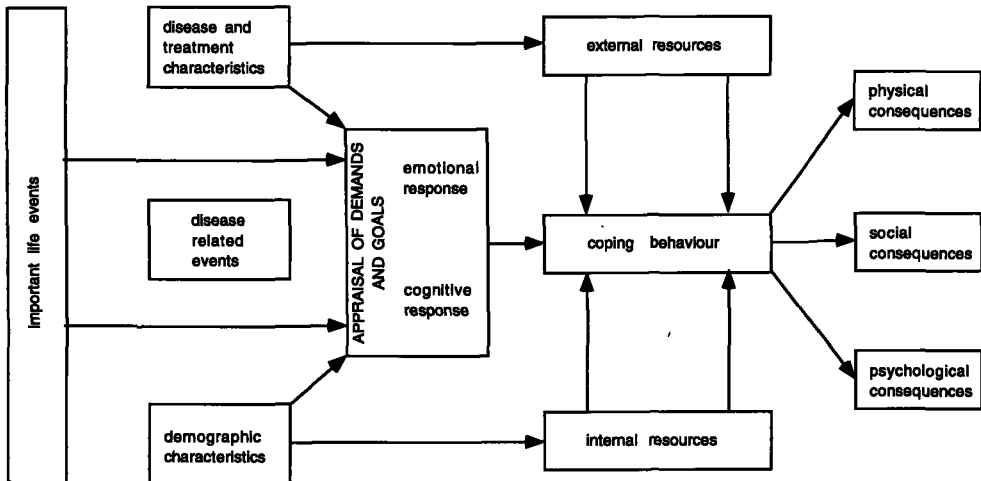 Important life events
disease and
treatment
characteristics
disease
related
events
demographic
characteristics
APPRAISAL OF DEMANDS
AND GOALS
emotional
response
cognitive
response
external resources
coping behaviour
internal resources
physical
consequences
social
consequences
psychological
consequences